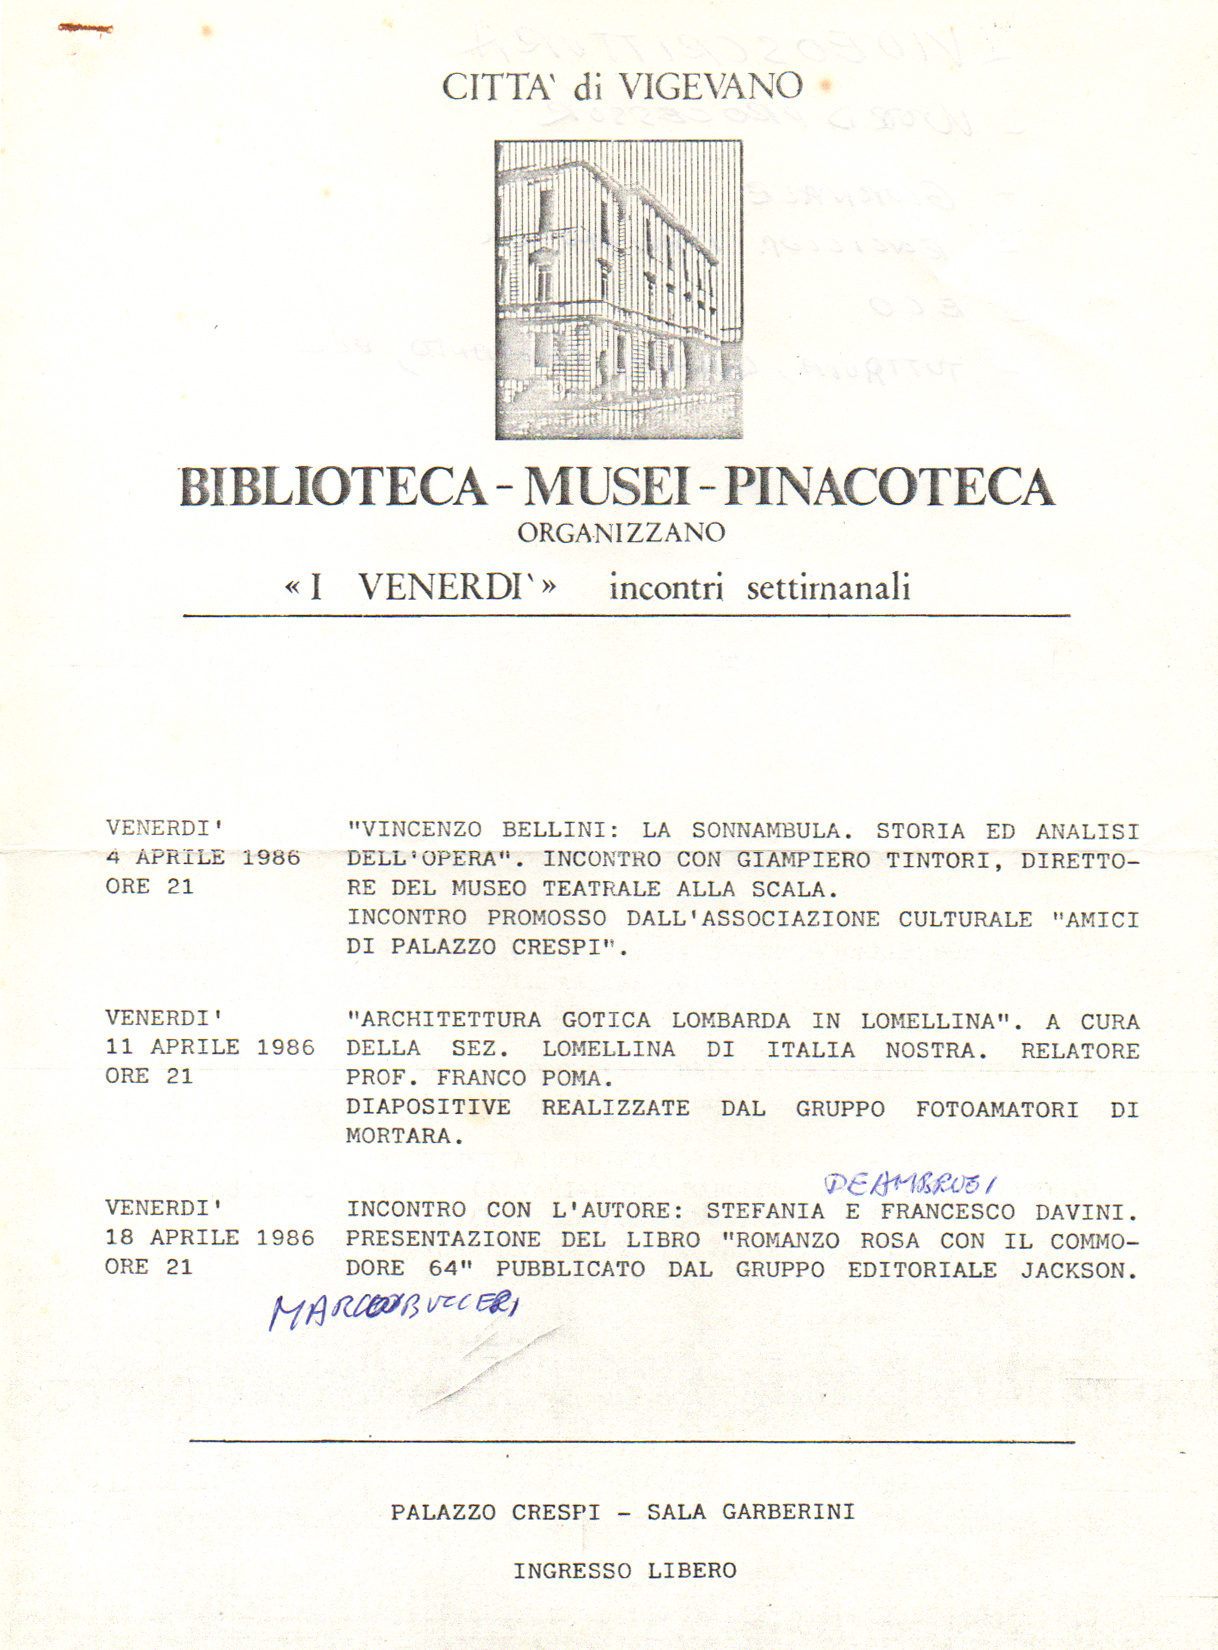 CITTA' di VIGEVANO
BIBLIOTECA - MUSEI - PINACOTECA
ORGANIZZANO
« I VENERDI' » incontri settimanali
VENERDI'
4 APRILE 1986
ORE 21
"VINCENZO BELLINI: LA SONNAMBULA. STORIA ED ANALISI
DELL'OPERA". INCONTRO CON GIAMPIERO TINTORI, DIRETTO-
RE DEL MUSEO TEATRALE ALLA SCALA.
INCONTRO PROMOSSO DALL'ASSOCIAZIONE CULTURALE "AMICI
DI PALAZZO CRESPI".
VENERDI'
11 APRILE 1986
ORE 21
"ARCHITETTURA GOTICA LOMBARDA IN LOMELLINA". A CURA
DELLA SEZ. LOMELLINA DI ITALIA NOSTRA. RELATORE
PROF. FRANCO POMA.
DIAPOSITIVE REALIZZATE DAL GRUPPO FOTOAMATORI DI
MORTARA.
DEAMBROGI
VENERDI'
18 APRILE 1986
ORE 21
INCONTRO CON L'AUTORE: STEFANIA E FRANCESCO DAVINI.
PRESENTAZIONE DEL LIBRO "ROMANZO ROSA CON IL COMMO-
DORE 64" PUBBLICATO DAL GRUPPO EDITORIALE JACKSON.
PALAZZO CRESPI - SALA GARBERINI
INGRESSO LIBERO